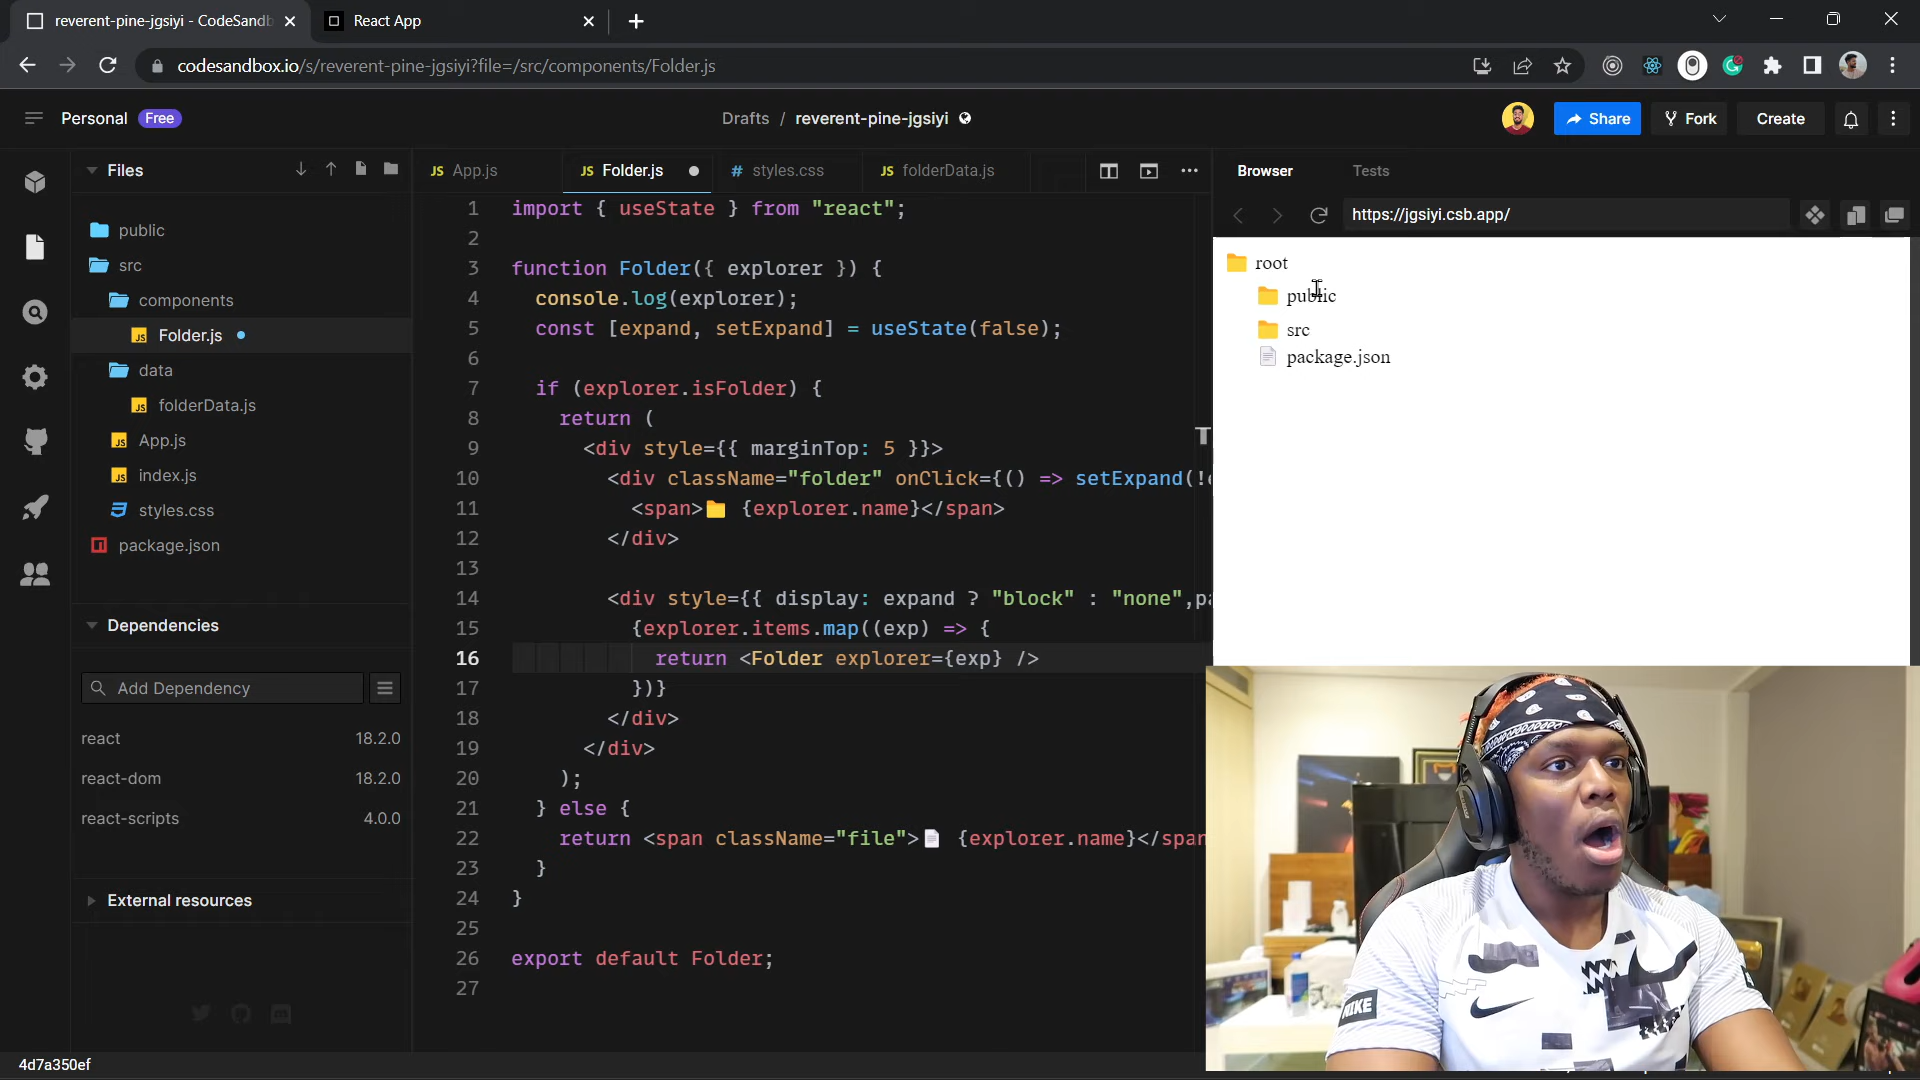 reverent-pine-jgsiyi - CodeSandb
React App
codesandbox.io/s/reverent-pine-jgsiyi?file=/src/components/Folder.js
Personal Free
Drafts / reverent-pine-jgsiyi
Share
Fork
Create
Files
public
src
components
JS Folder.js
data
JS folderData.js
JS App.js
JS index.js
styles.css
package.json
Dependencies
Add Dependency
react 18.2.0
react-dom 18.2.0
react-scripts 4.0.0
External resources
4d7a350ef
JS App.js
JS Folder.js
# styles.css
JS folderData.js
1 import { useState } from "react";
2
3 function Folder({ explorer }) {
4 console.log(explorer);
5 const [expand, setExpand] = useState(false);
6
7 if (explorer.isFolder) {
8 return (
9 <div style={{ marginTop: 5 }}>
10 <div className="folder" onClick={() => setExpand(!
11 <span>📁 {explorer.name}</span>
12 </div>
13
14 <div style={{ display: expand ? "block" : "none",pa
15 {explorer.items.map((exp) => {
16 return <Folder explorer={exp} />
17 })}
18 </div>
19 </div>
20 );
21 } else {
22 return <span className="file">📄 {explorer.name}</span
23 }
24 }
25
26 export default Folder;
27
Browser
Tests
https://jgsiyi.csb.app/
root
public
src
package.json
NIKE